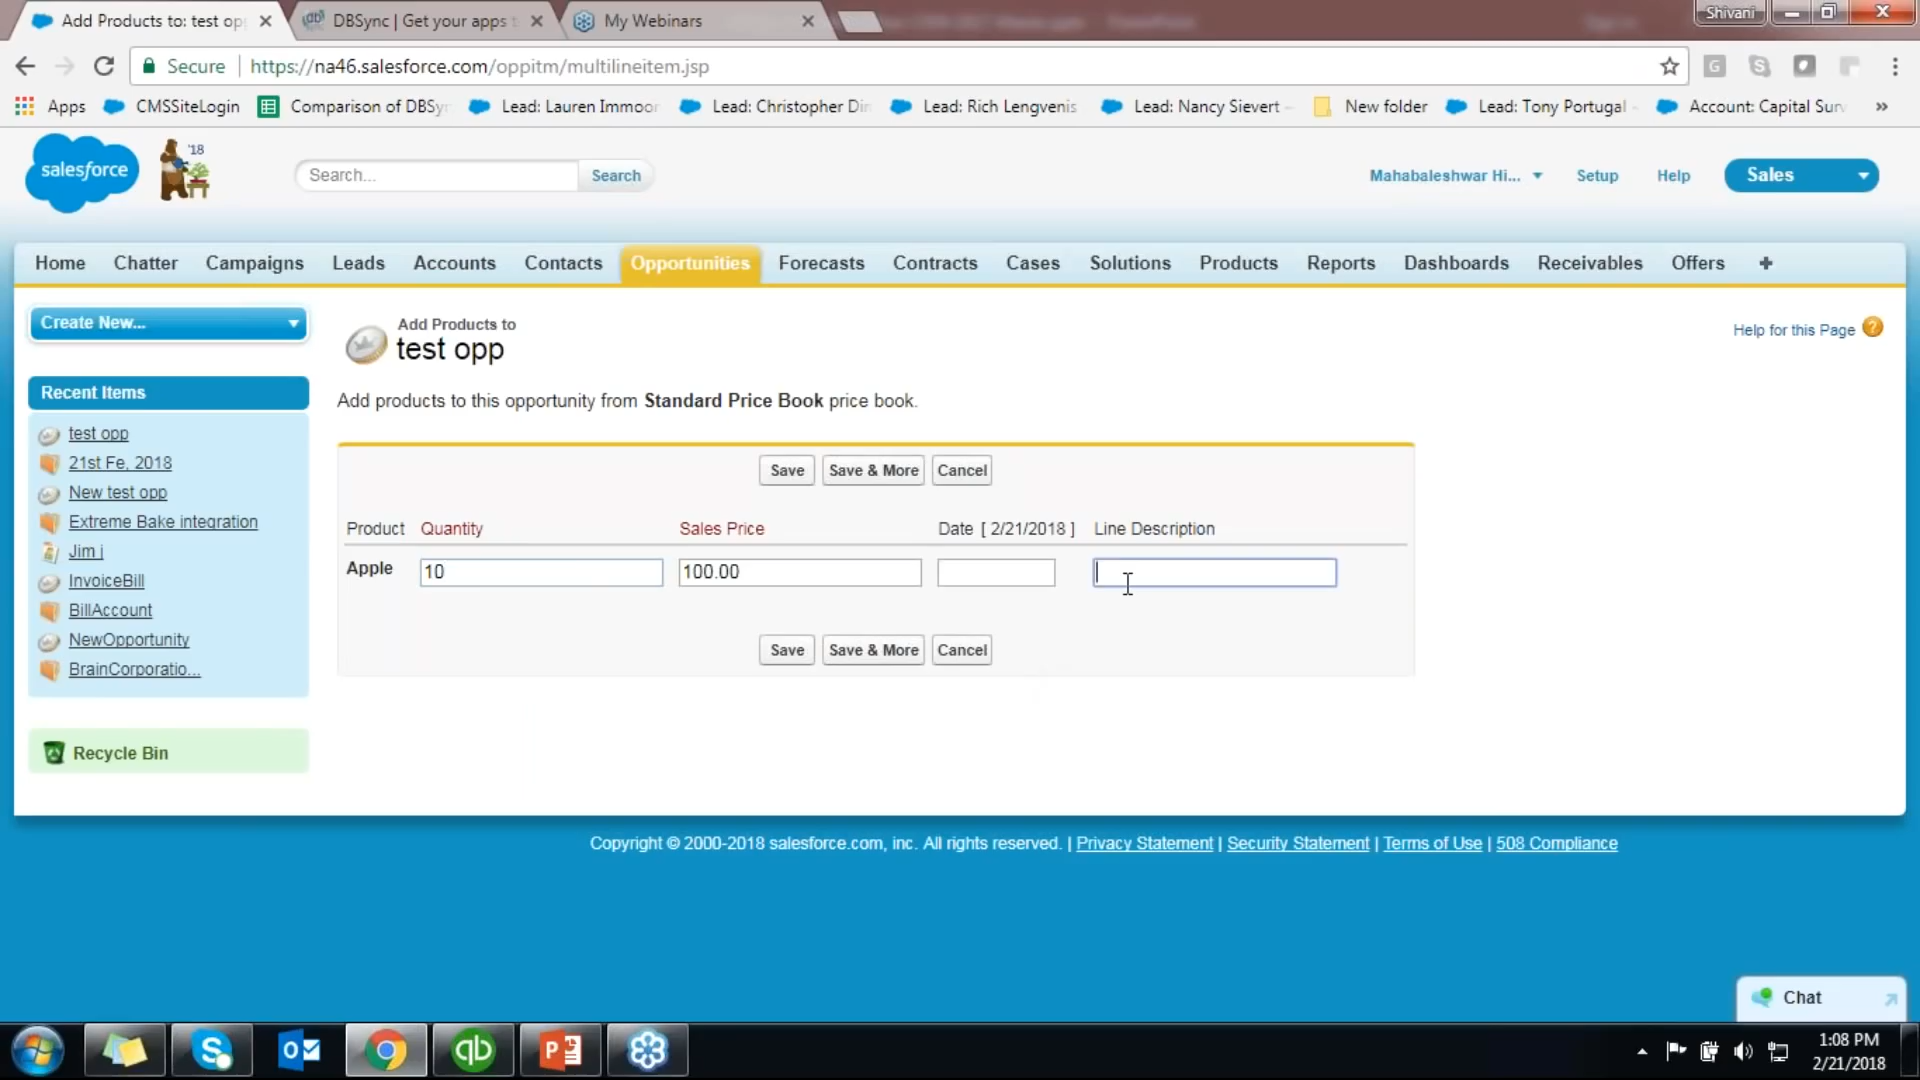 Add Products to: test op
DBSync | Get your apps t
My Webinars
Shivani
Secure https://na46.salesforce.com/oppitm/multilineitem.jsp
Apps CMSSiteLogin Comparison of DBSy Lead: Lauren Immoor Lead: Christopher Din Lead: Rich Lengvenis Lead: Nancy Sievert - New folder Lead: Tony Portugal Account: Capital Surv »
salesforce '18 Search... Search Mahabaleshwar Hi... Setup Help Sales
Home Chatter Campaigns Leads Accounts Contacts Opportunities Forecasts Contracts Cases Solutions Products Reports Dashboards Receivables Offers +
Create New...
Recent Items
test opp
21st Fe, 2018
New test opp
Extreme Bake integration
Jim j
InvoiceBill
BillAccount
NewOpportunity
BrainCorporatio...
Recycle Bin
Add Products to
test opp
Help for this Page ?
Add products to this opportunity from Standard Price Book price book.
Save Save & More Cancel
Product Quantity Sales Price Date [ 2/21/2018 ] Line Description
Apple 10 100.00
Save Save & More Cancel
Copyright © 2000-2018 salesforce.com, inc. All rights reserved. | Privacy Statement | Security Statement | Terms of Use | 508 Compliance
Chat
1:08 PM
2/21/2018